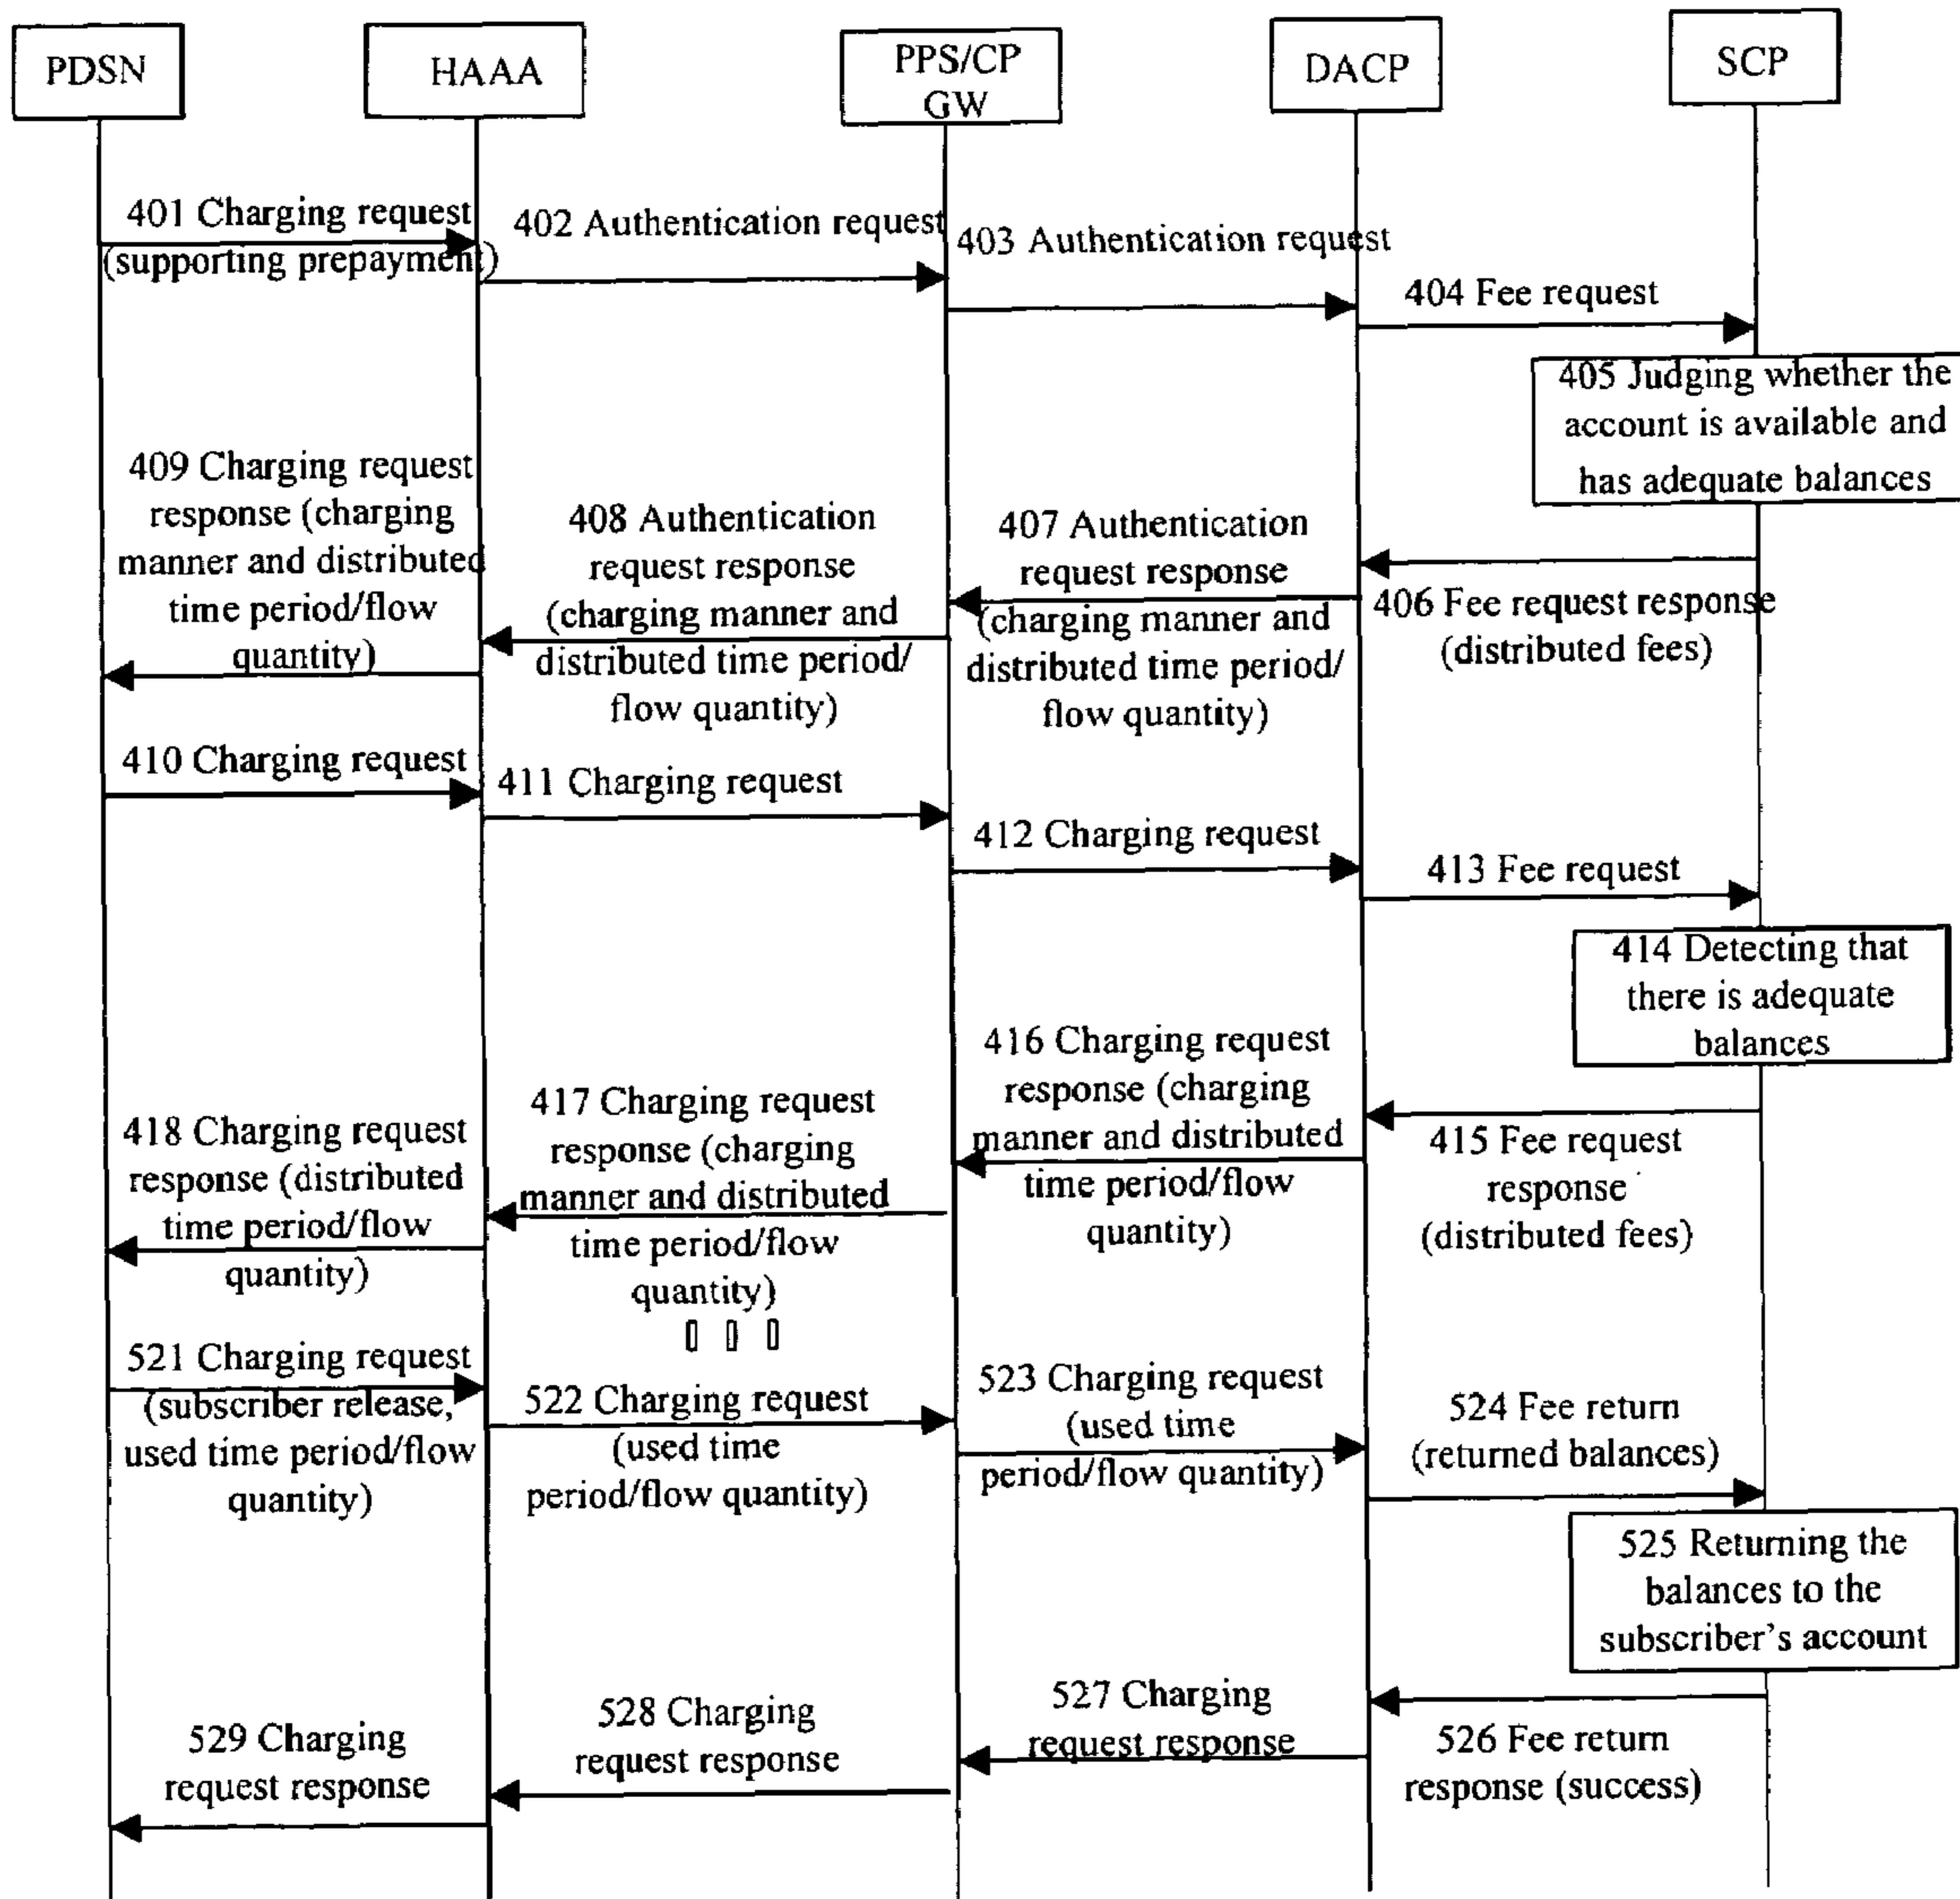 PDSN
HAAA
PPS/CP
GW
DACP
SCP
401 Charging request
(supporting prepayment)
402 Authentication request
403 Authentication request
404 Fee request
405 Judging whether the
account is available and
has adequate balances
406 Fee request response
(distributed fees)
407 Authentication
request response
(charging manner and
distributed time period/
flow quantity)
408 Authentication
request response
(charging manner and
distributed time period/
flow quantity)
409 Charging request
response (charging
manner and distributed
time period/flow
quantity)
410 Charging request
411 Charging request
412 Charging request
413 Fee request
414 Detecting that
there is adequate
balances
415 Fee request
response
(distributed fees)
416 Charging request
response (charging
manner and distributed
time period/flow
quantity)
417 Charging request
response (charging
manner and distributed
time period/flow
quantity)
418 Charging request
response (distributed
time period/flow
quantity)
521 Charging request
(subscriber release,
used time period/flow
quantity)
522 Charging request
(used time
period/flow quantity)
523 Charging request
(used time
period/flow quantity)
524 Fee return
(returned balances)
525 Returning the
balances to the
subscriber's account
526 Fee return
response (success)
527 Charging
request response
528 Charging
request response
529 Charging
request response